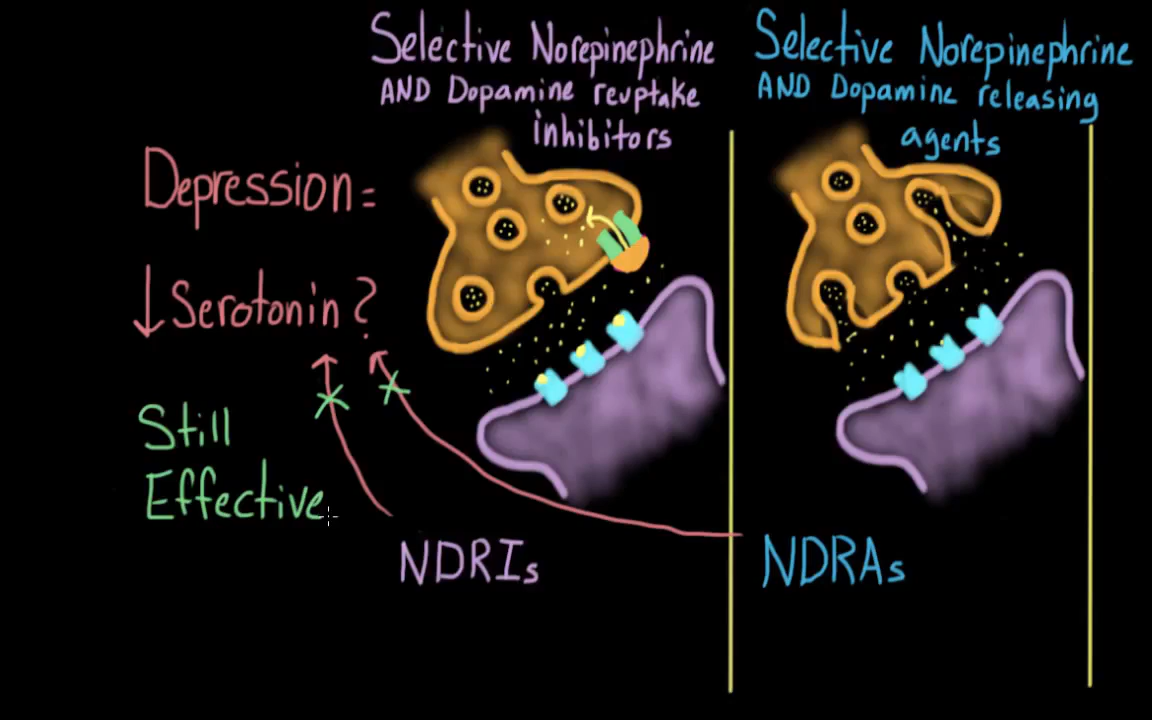 Selective Norepinephrine
AND Dopamine reuptake
inhibitors
Selective Norepinephrine
AND Dopamine releasing
agents
Depression =
↓ Serotonin ?
Still
Effective
NDRIs
NDRAs